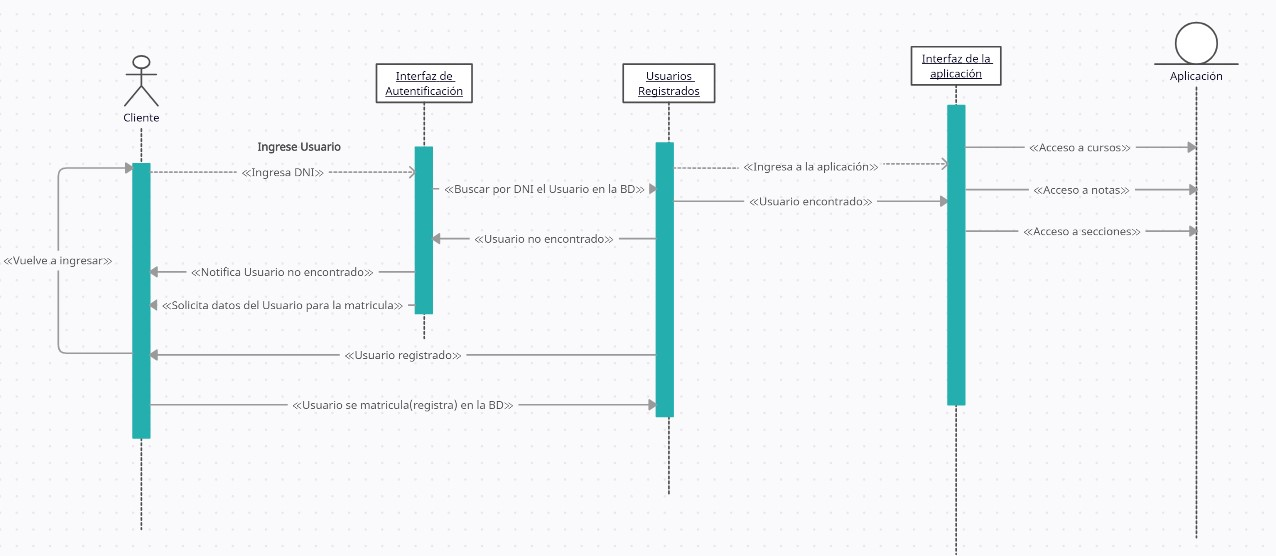 Cliente
Interfaz de
Autentificación
Usuarios
Registrados
Interfaz de la
aplicación
Aplicación
Ingrese Usuario
«Ingresa DNI»
«Buscar por DNI el Usuario en la BD»
«Ingresa a la aplicación»
«Usuario encontrado»
«Acceso a cursos»
«Acceso a notas»
«Acceso a secciones»
«Usuario no encontrado»
«Vuelve a ingresar»
«Notifica Usuario no encontrado»
«Solicita datos del Usuario para la matricula»
«Usuario registrado»
«Usuario se matricula(registra) en la BD»